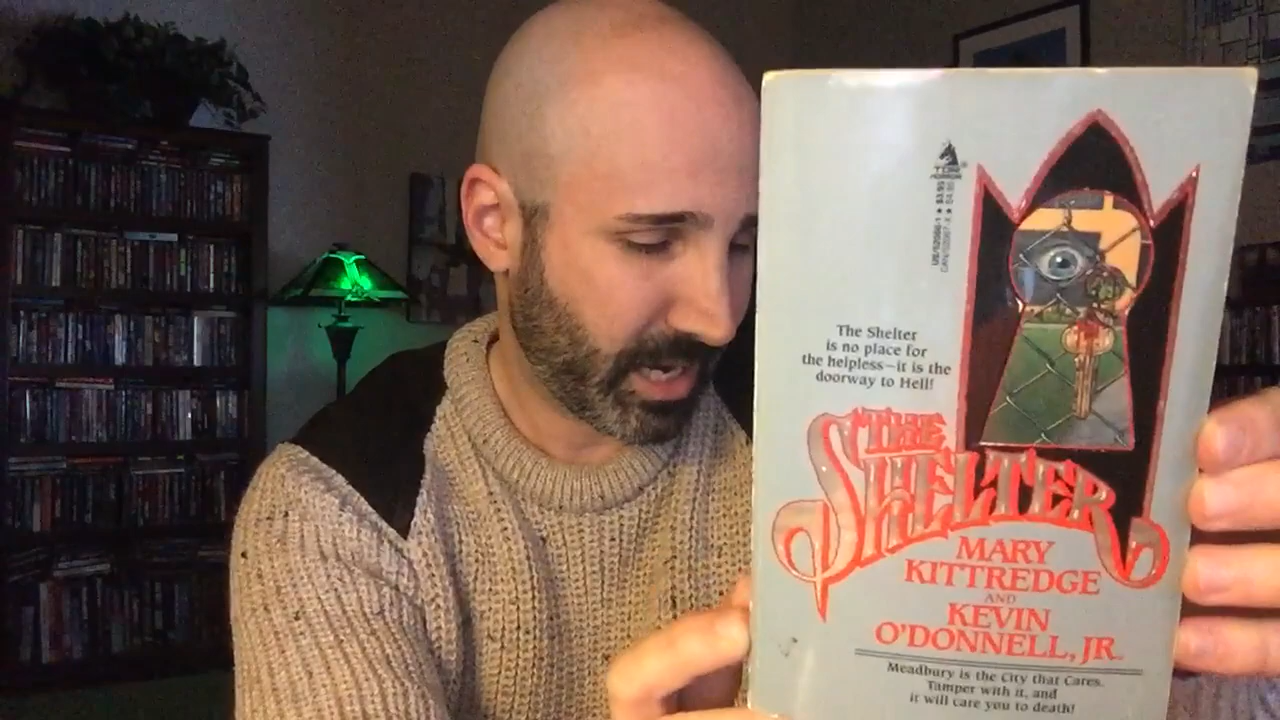 TOR
HORROR
The Shelter
is no place for
the helpless—it is the
doorway to Hell!
THE
SHELTER
MARY
KITTREDGE
AND
KEVIN
O'DONNELL, JR.
Meadbury is the City that Cares.
Tamper with it, and
it will care you to death!